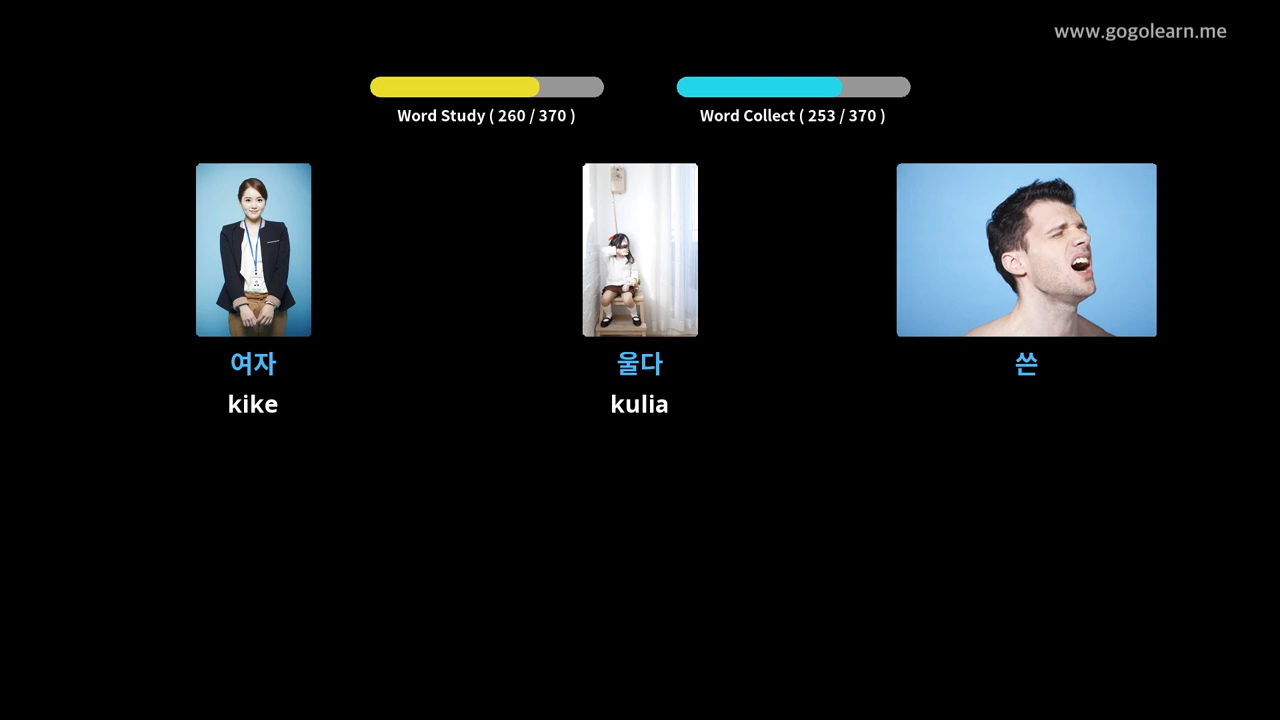 www.gogolearn.me
Word Study ( 260 / 370 )
Word Collect ( 253 / 370 )
여자
울다
쓴
kike
kulia